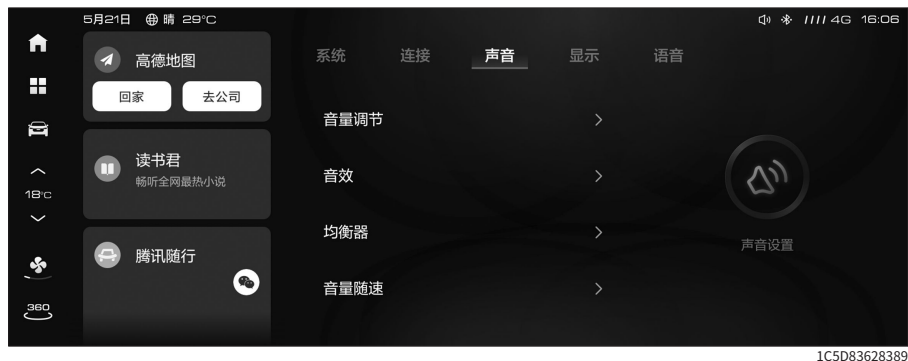 5月21日 晴 29°C
4G 16:06
高德地图
回家 去公司
读书君
畅听全网最热小说
腾讯随行
18°C
360
系统 连接 声音 显示 语音
音量调节
音效
均衡器
音量随速
声音设置
1C5D83628389